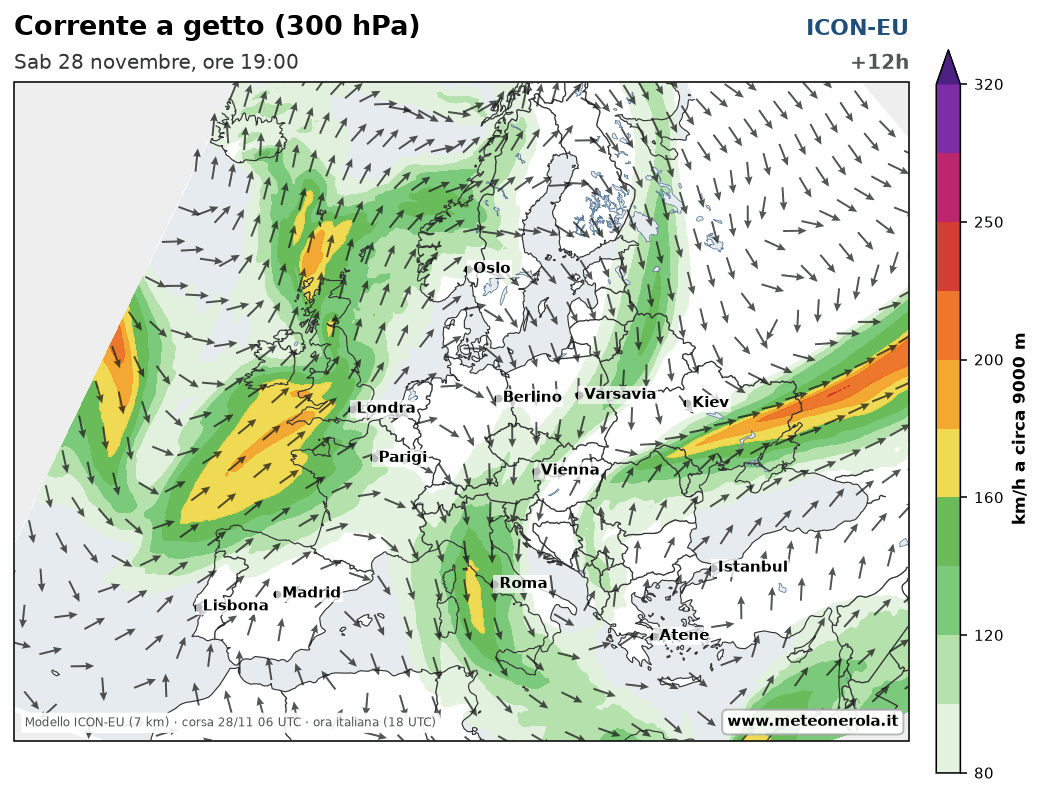 Corrente a getto (300 hPa)
ICON-EU
Sab 28 novembre, ore 19:00
+12h
320
250
200
160
120
80
km/h a circa 9000 m
Oslo
Berlino
Varsavia
Kiev
Londra
Parigi
Vienna
Istanbul
Roma
Madrid
Lisbona
Atene
Modello ICON-EU (7 km) · corsa 28/11 06 UTC · ora italiana (18 UTC)
www.meteonerola.it